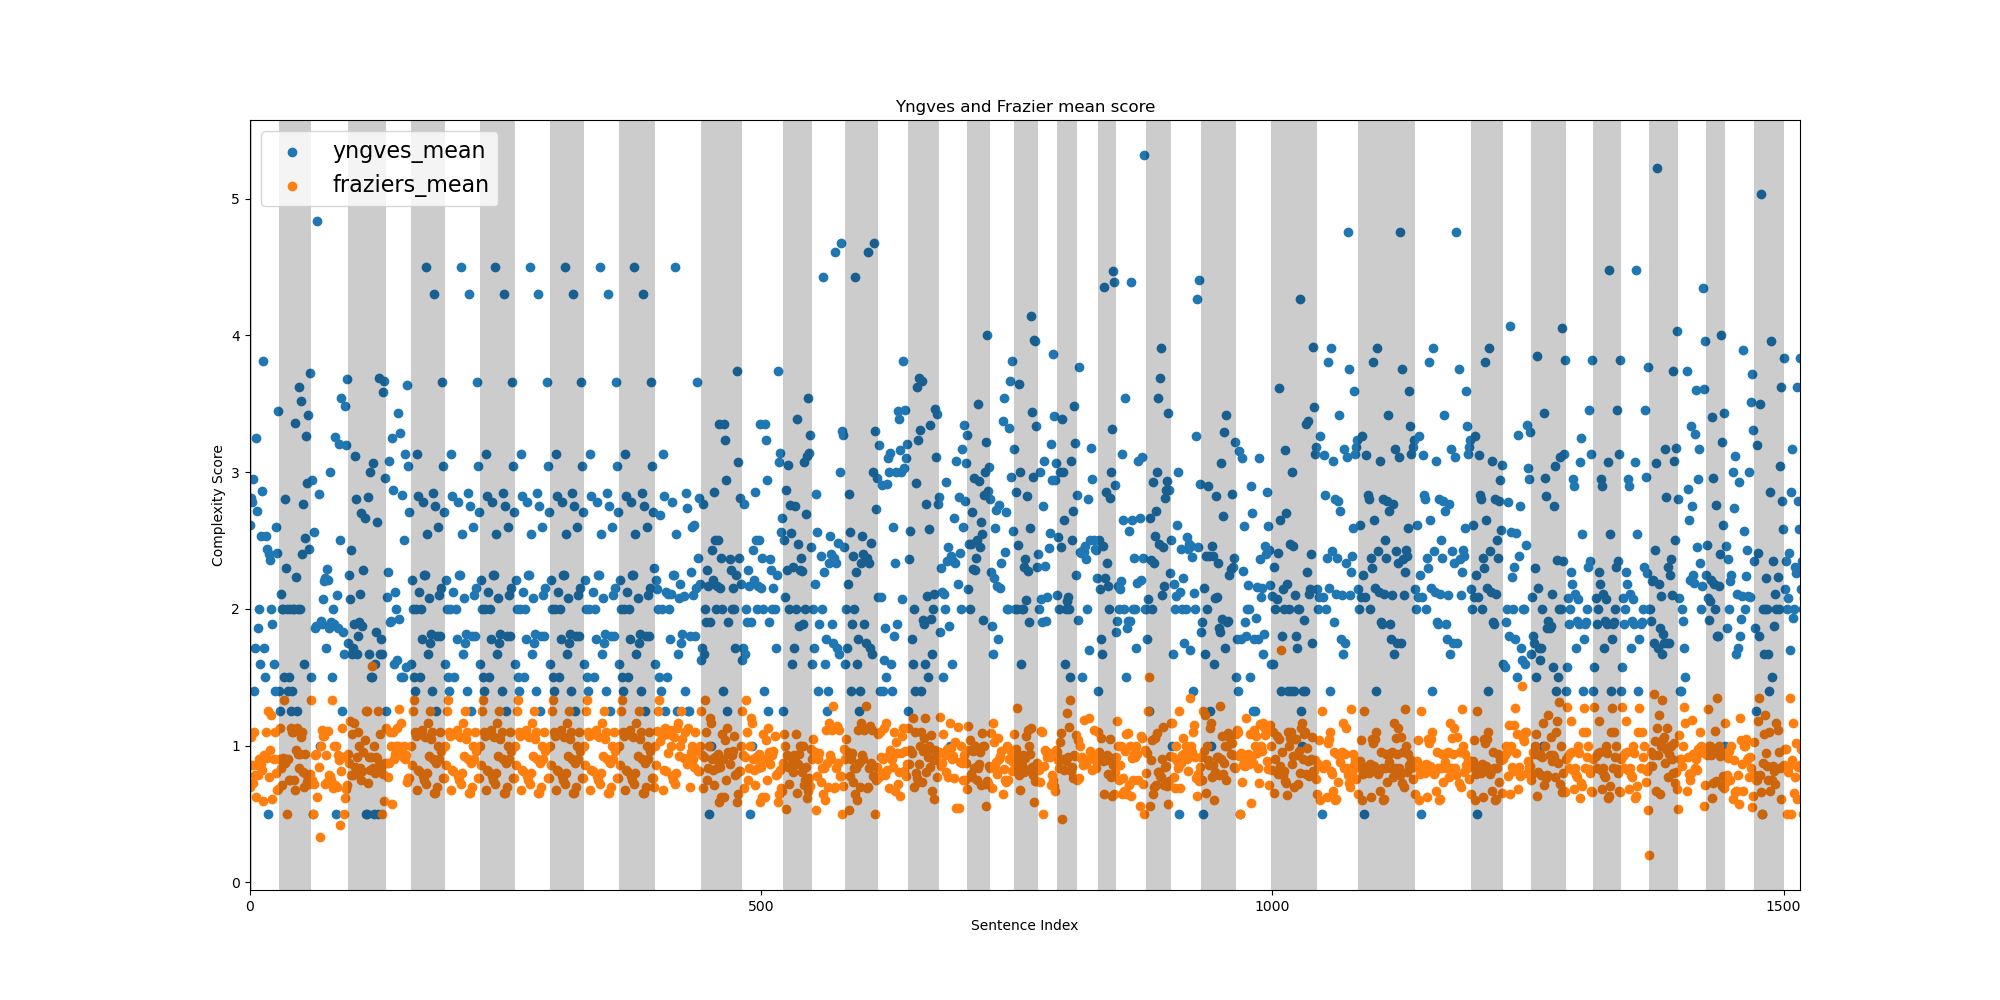 Yngves and Frazier mean score
yngves_mean
fraziers_mean
Complexity Score
5
4
3
2
1
0
0 500 1000 1500
Sentence Index